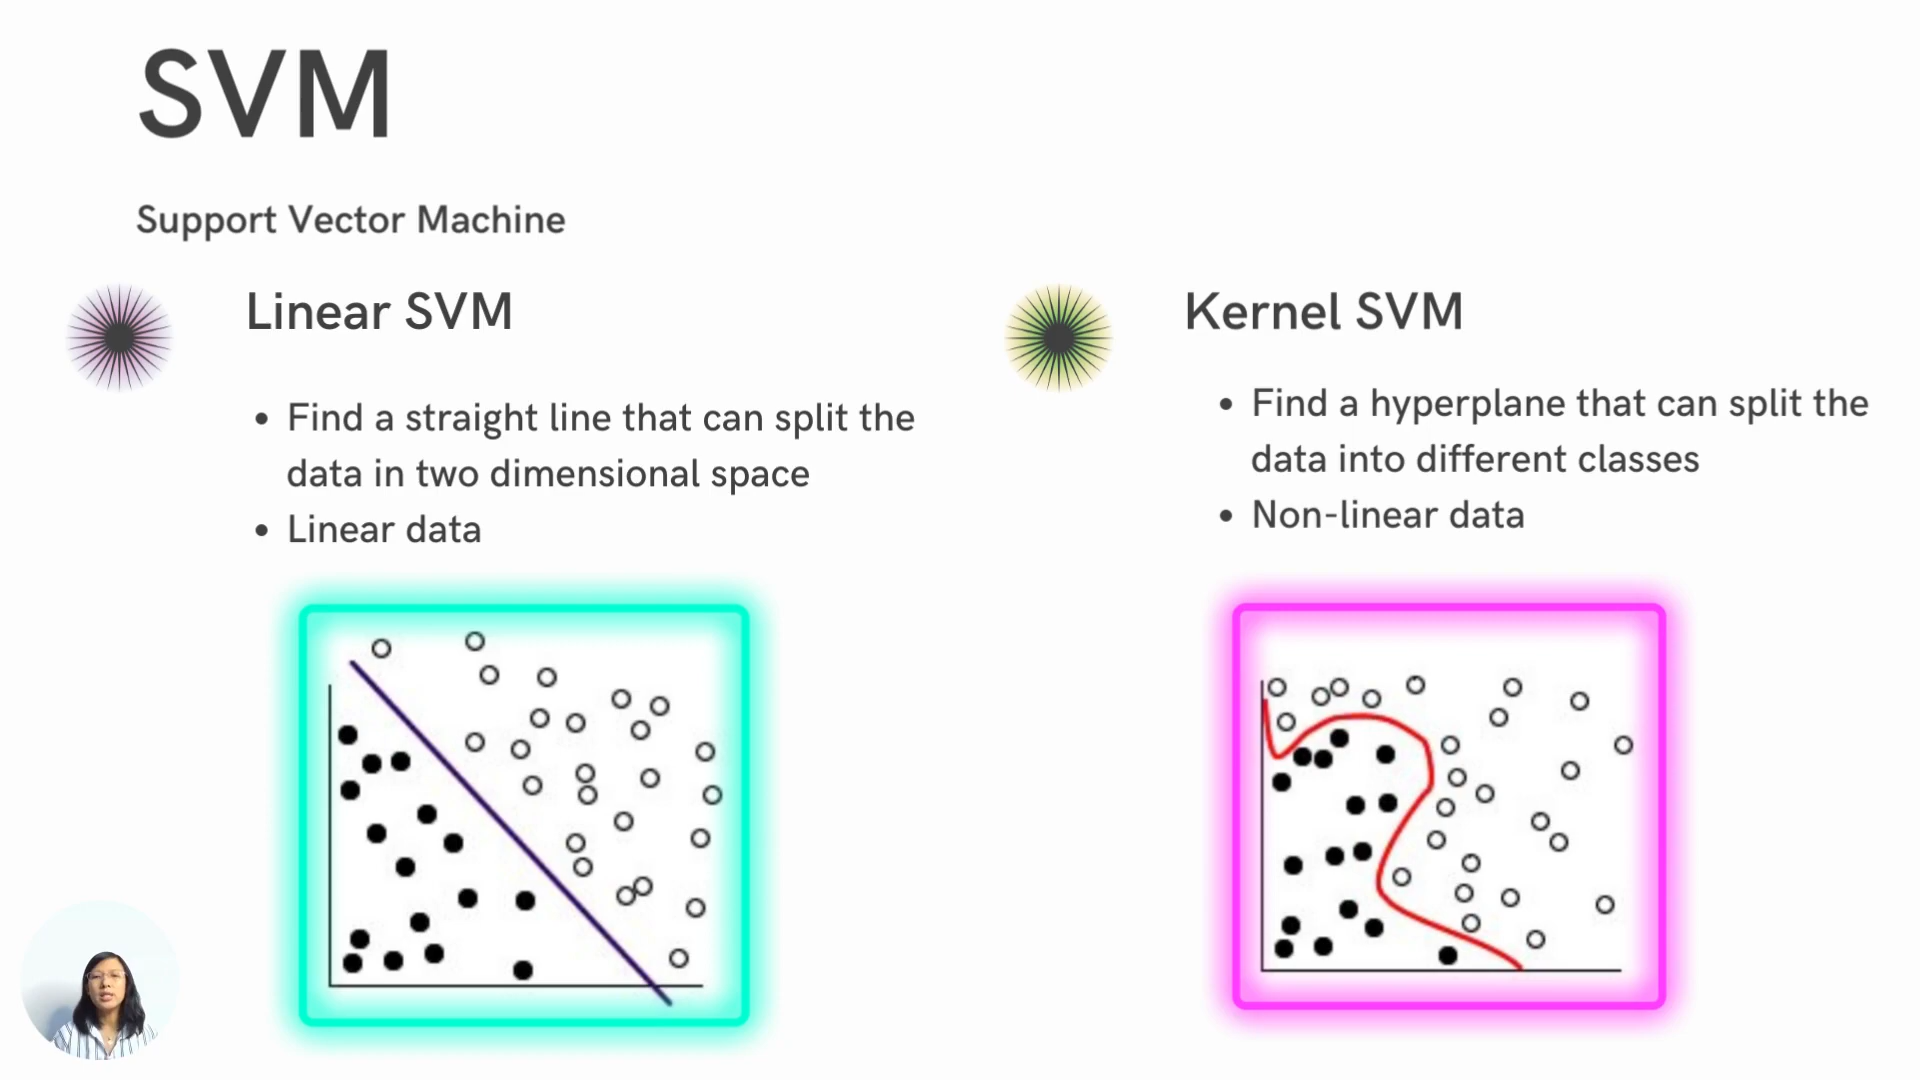 SVM
Support Vector Machine
Linear SVM
• Find a straight line that can split the
data in two dimensional space
• Linear data
Kernel SVM
• Find a hyperplane that can split the
data into different classes
• Non-linear data